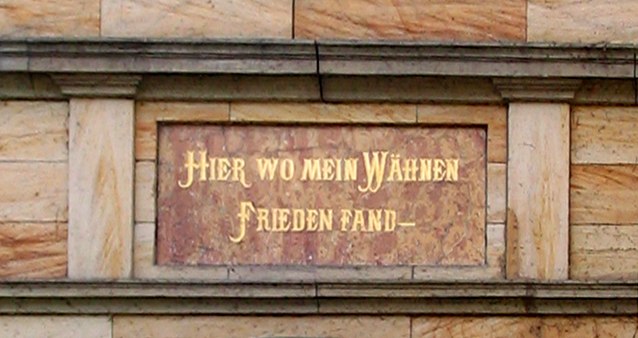 Hier wo mein Wähnen
Frieden fand–